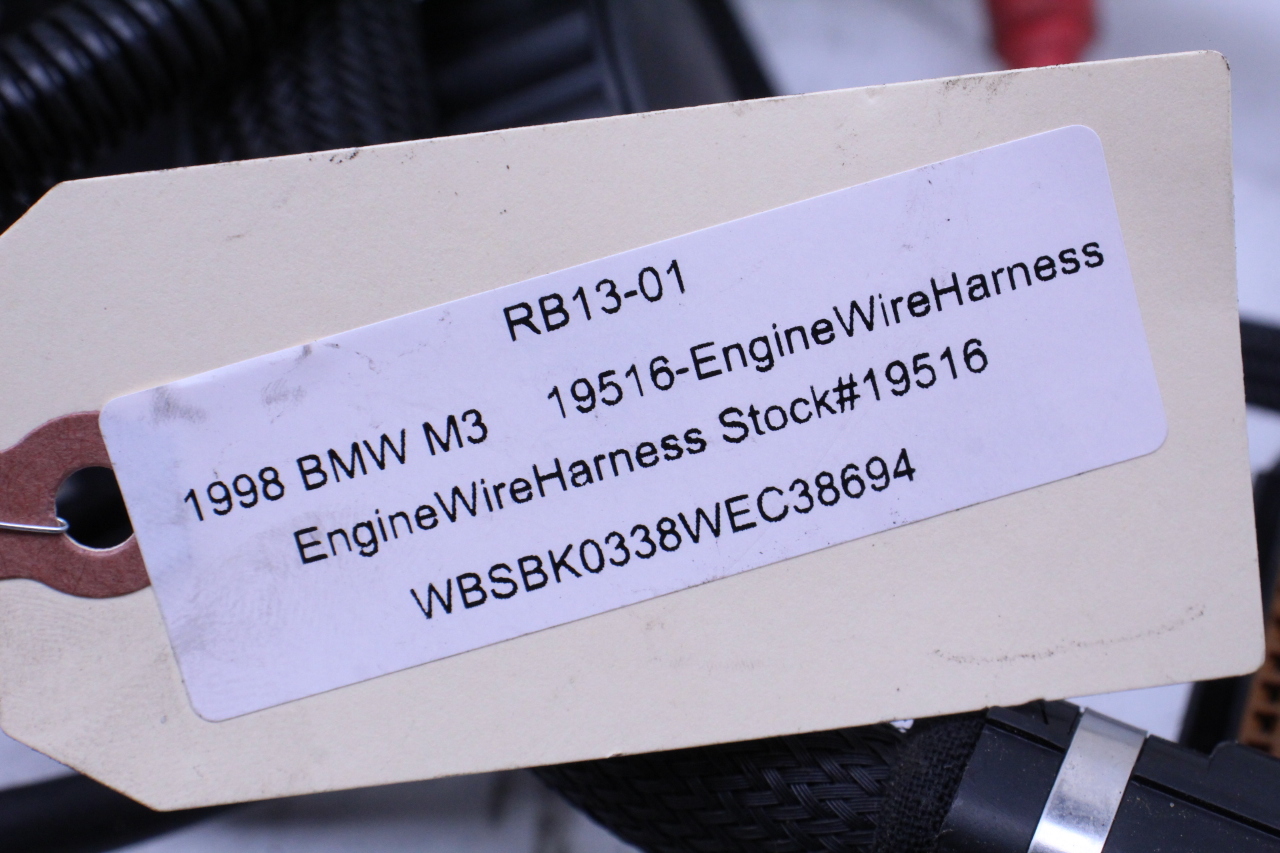 RB13-01
1998 BMW M3 19516-EngineWireHarness
EngineWireHarness Stock#19516
WBSBK0338WEC38694